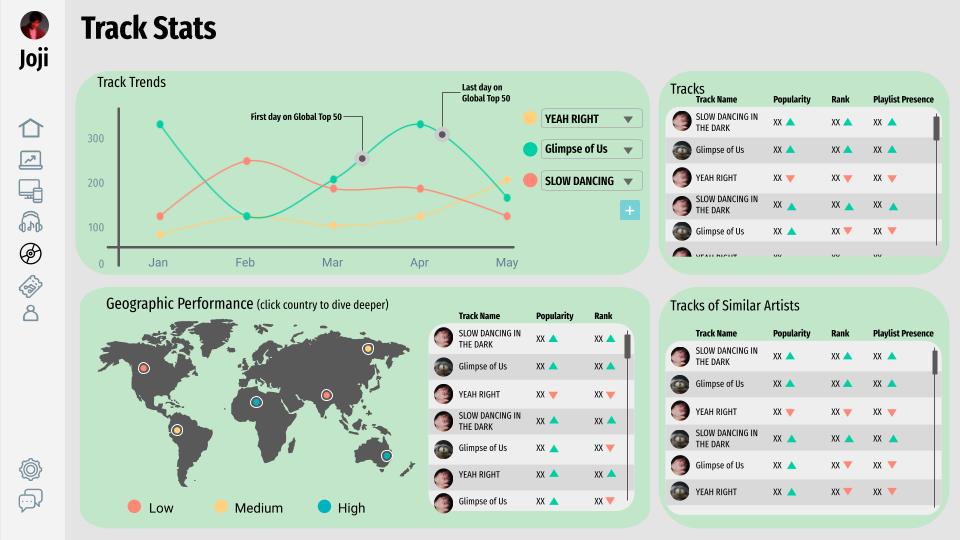 Track Stats
Joji
Track Trends
First day on Global Top 50
Last day on
Global Top 50
300
200
100
0
Jan Feb Mar Apr May
YEAH RIGHT
Glimpse of Us
SLOW DANCING
+
Tracks
Track Name Popularity Rank Playlist Presence
SLOW DANCING IN
THE DARK
XX XX XX
Glimpse of Us XX XX XX
YEAH RIGHT XX XX XX
SLOW DANCING IN
THE DARK
XX XX XX
Glimpse of Us XX XX XX
YEAH RIGHT XX XX XX
Geographic Performance (click country to dive deeper)
Low Medium High
Track Name Popularity Rank
SLOW DANCING IN
THE DARK
XX XX
Glimpse of Us XX XX
YEAH RIGHT XX XX
SLOW DANCING IN
THE DARK
XX XX
Glimpse of Us XX XX
YEAH RIGHT XX XX
Glimpse of Us XX XX
Tracks of Similar Artists
Track Name Popularity Rank Playlist Presence
SLOW DANCING IN
THE DARK
XX XX XX
Glimpse of Us XX XX XX
YEAH RIGHT XX XX XX
SLOW DANCING IN
THE DARK
XX XX XX
Glimpse of Us XX XX XX
YEAH RIGHT XX XX XX